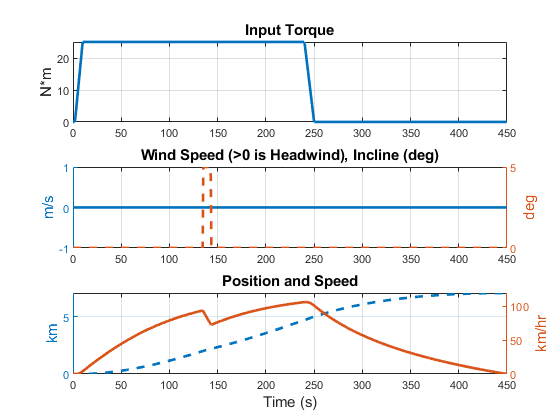 Input Torque
N*m
20
10
0
0 50 100 150 200 250 300 350 400 450
Wind Speed (>0 is Headwind), Incline (deg)
m/s
1
0
-1
5
0
deg
0 50 100 150 200 250 300 350 400 450
Position and Speed
km
5
0
100
50
0
km/hr
0 50 100 150 200 250 300 350 400 450
Time (s)